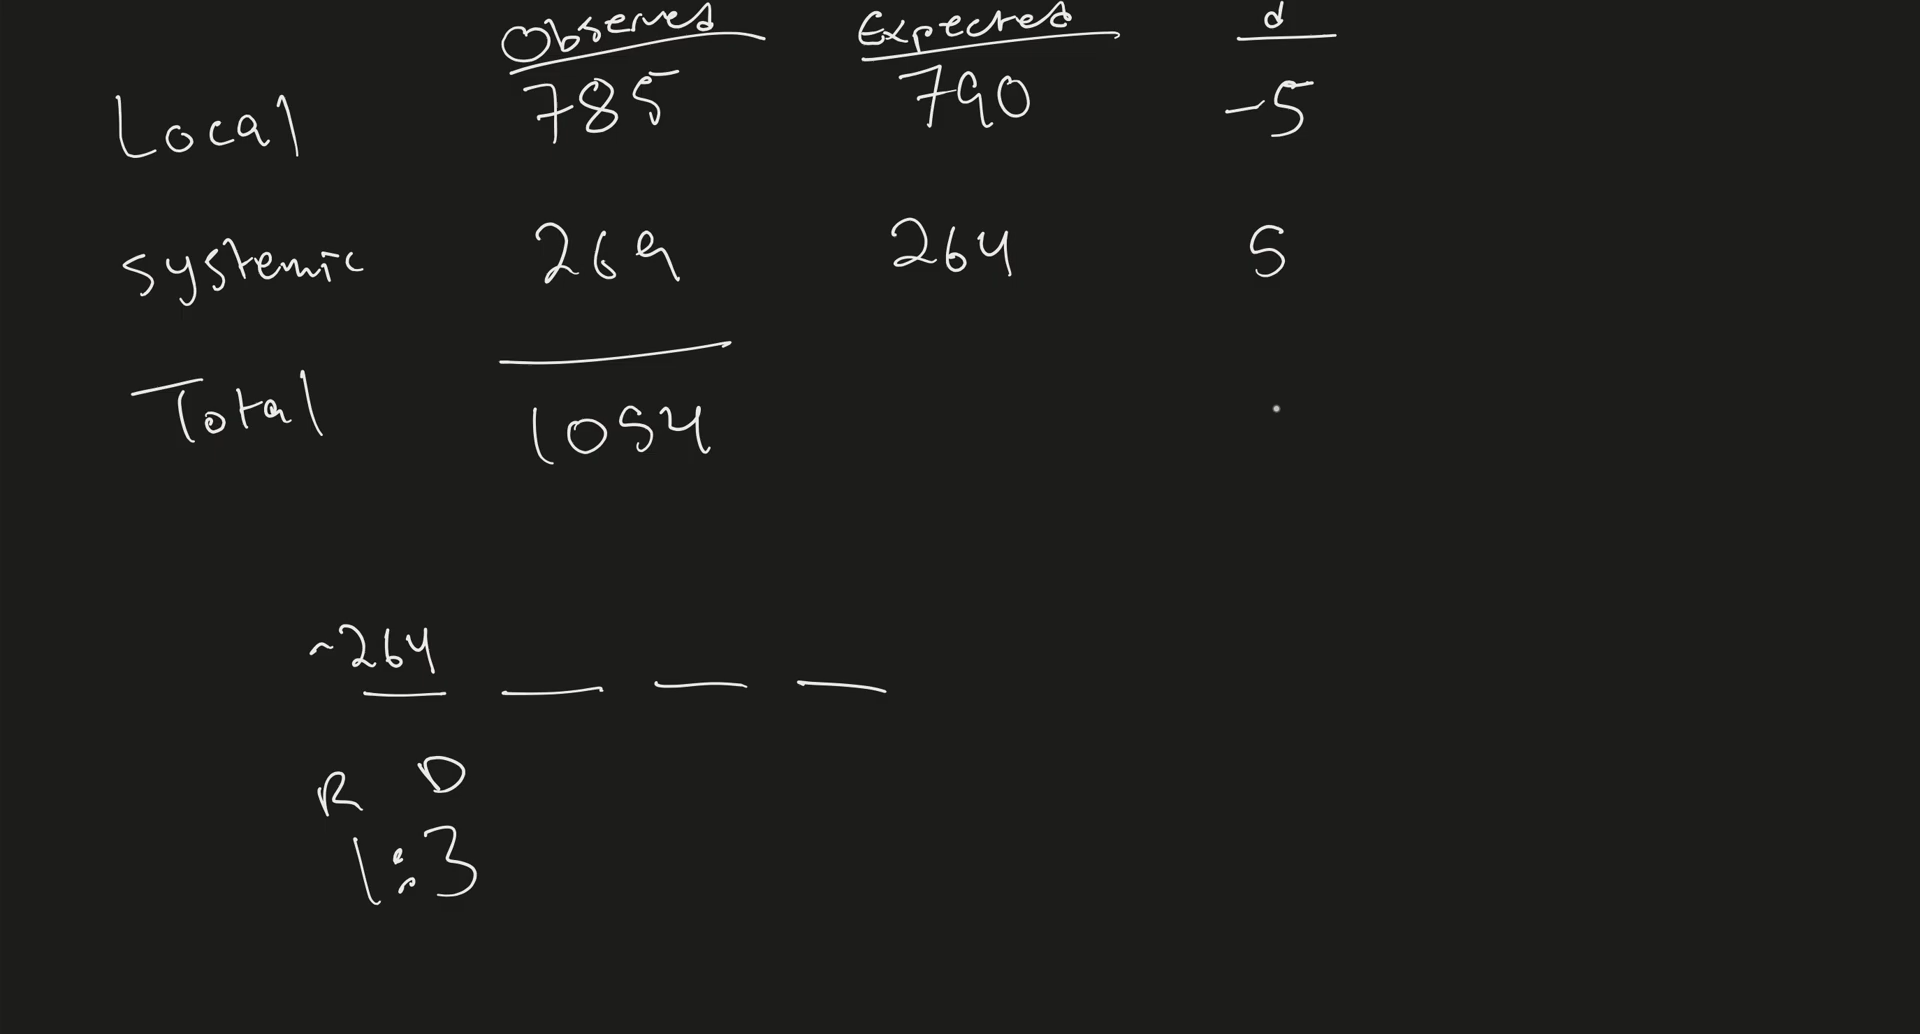 Observed Expected d
Local 785 790 -5
Systemic 269 264 5
Total 1054
~264
R D
1:3